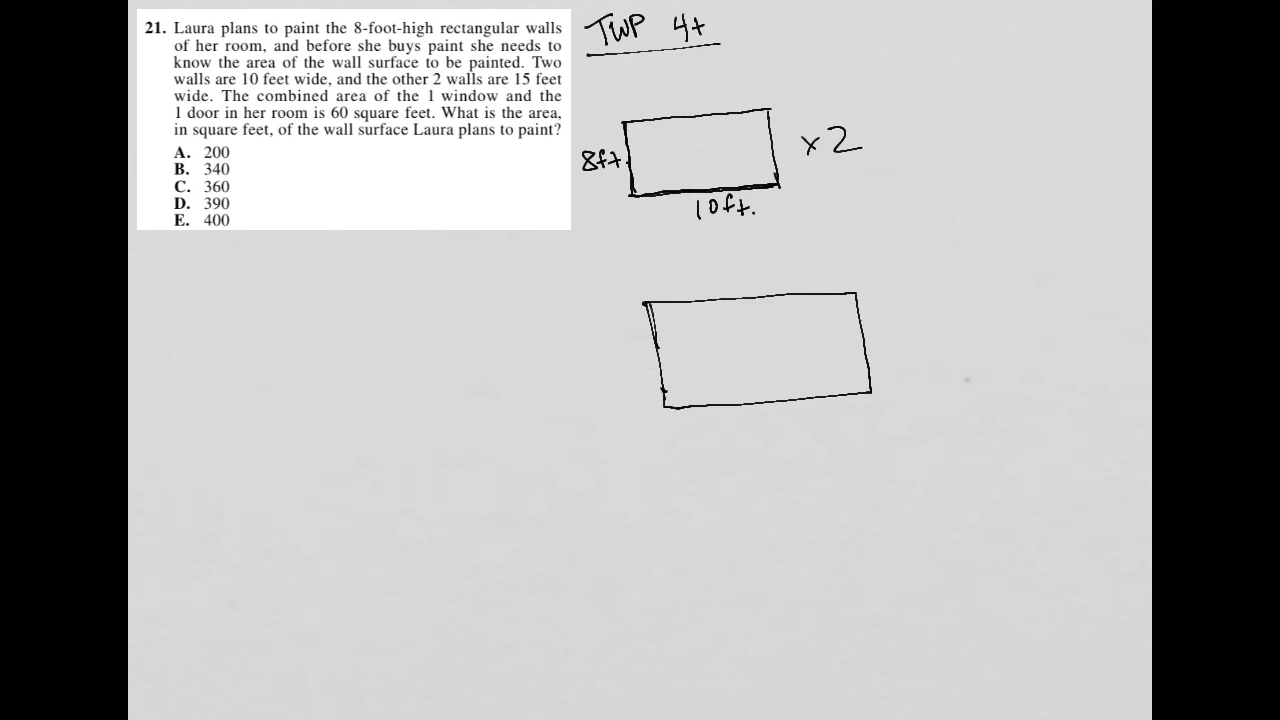 21. Laura plans to paint the 8-foot-high rectangular walls
of her room, and before she buys paint she needs to
know the area of the wall surface to be painted. Two
walls are 10 feet wide, and the other 2 walls are 15 feet
wide. The combined area of the 1 window and the
1 door in her room is 60 square feet. What is the area,
in square feet, of the wall surface Laura plans to paint?
A. 200
B. 340
C. 360
D. 390
E. 400
TWP 4+
8ft.
x2
10ft.